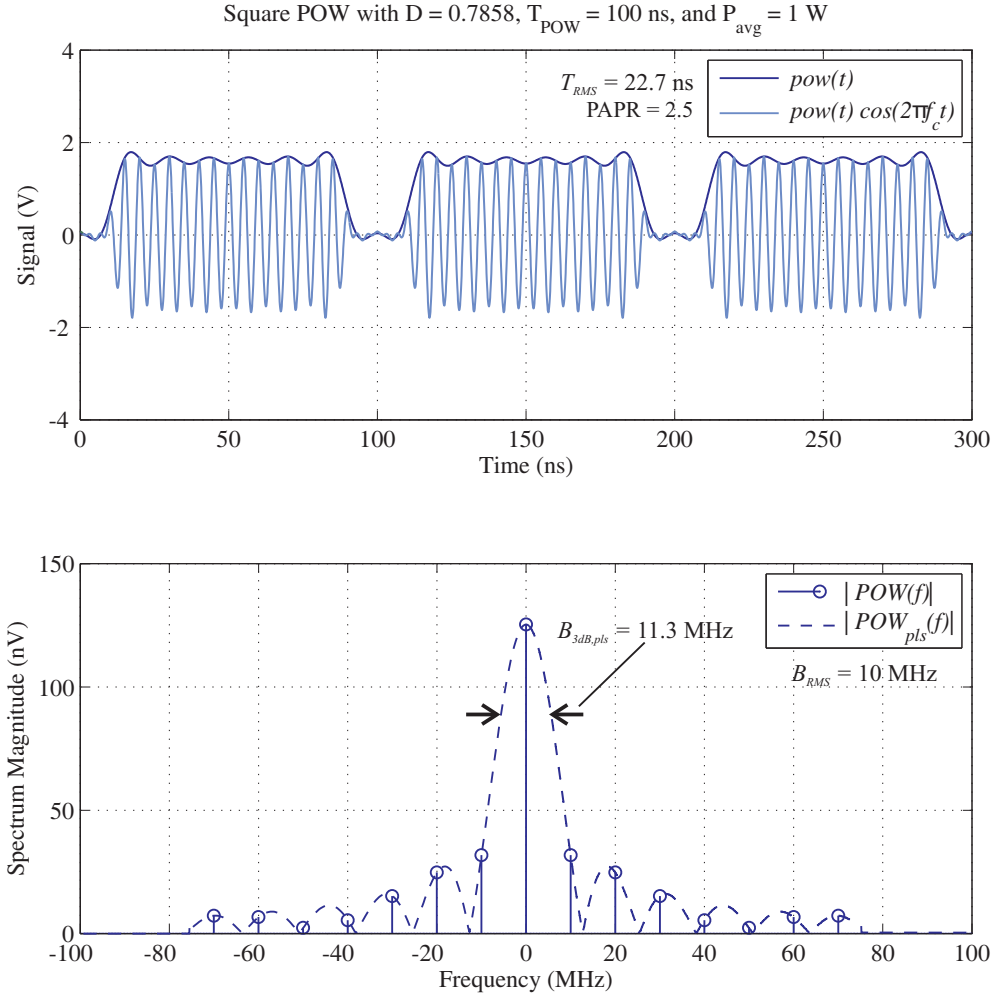 Square POW with D = 0.7858, T_POW = 100 ns, and P_avg = 1 W
4
2
0
-2
-4
Signal (V)
T_RMS = 22.7 ns
PAPR = 2.5
pow(t)
pow(t) cos(2πf_c t)
0 50 100 150 200 250 300
Time (ns)
150
100
50
0
Spectrum Magnitude (nV)
B_3dB,pls = 11.3 MHz
|POW(f)|
|POW_pls(f)|
B_RMS = 10 MHz
-100 -80 -60 -40 -20 0 20 40 60 80 100
Frequency (MHz)